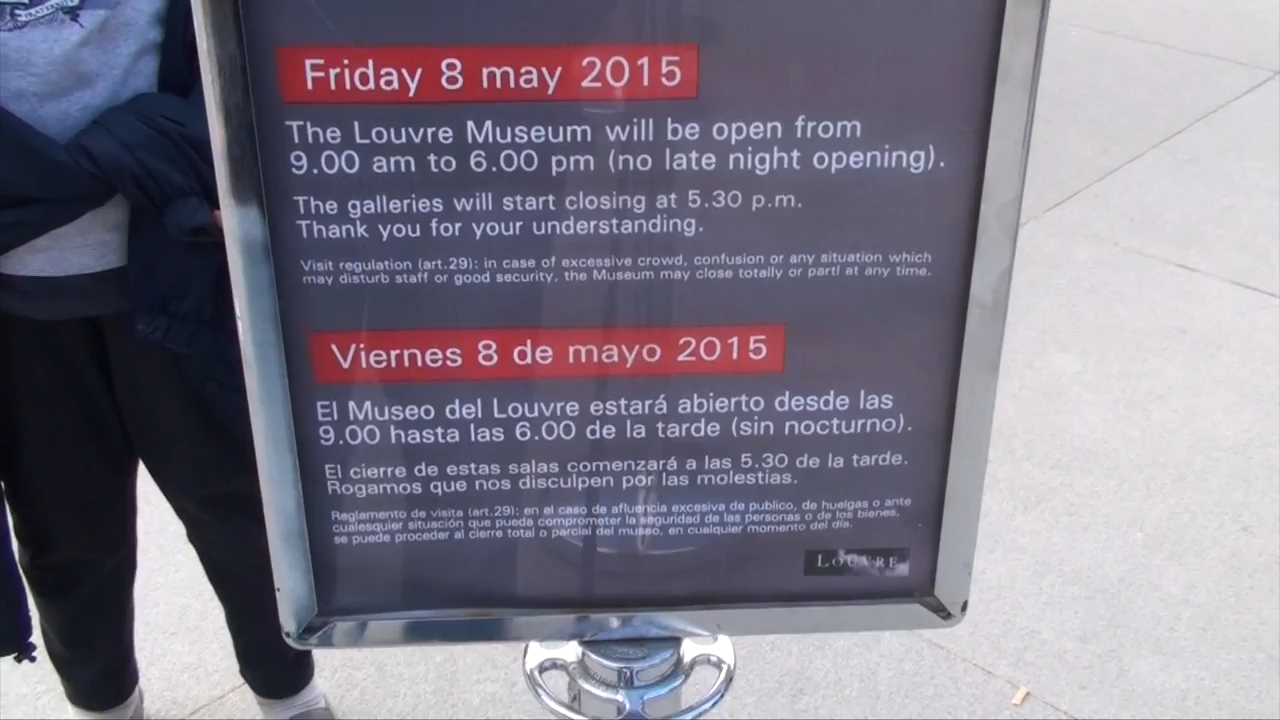 FRATERNITY
Friday 8 may 2015
The Louvre Museum will be open from
9.00 am to 6.00 pm (no late night opening).
The galleries will start closing at 5.30 p.m.
Thank you for your understanding.
Visit regulation (art.29): in case of excessive crowd, confusion or any situation which
may disturb staff or good security, the Museum may close totally or partl at any time.
Viernes 8 de mayo 2015
El Museo del Louvre estará abierto desde las
9.00 hasta las 6.00 de la tarde (sin nocturno).
El cierre de estas salas comenzará a las 5.30 de la tarde.
Rogamos que nos disculpen por las molestias.
Reglamento de visita (art.29): en el caso de afluencia excesiva de publico, de huelgas o ante
cualesquier situación que pueda comprometer la seguridad de las personas o de los bienes,
se puede proceder al cierre total o parcial del museo, en cualquier momento del día.
LOUVRE